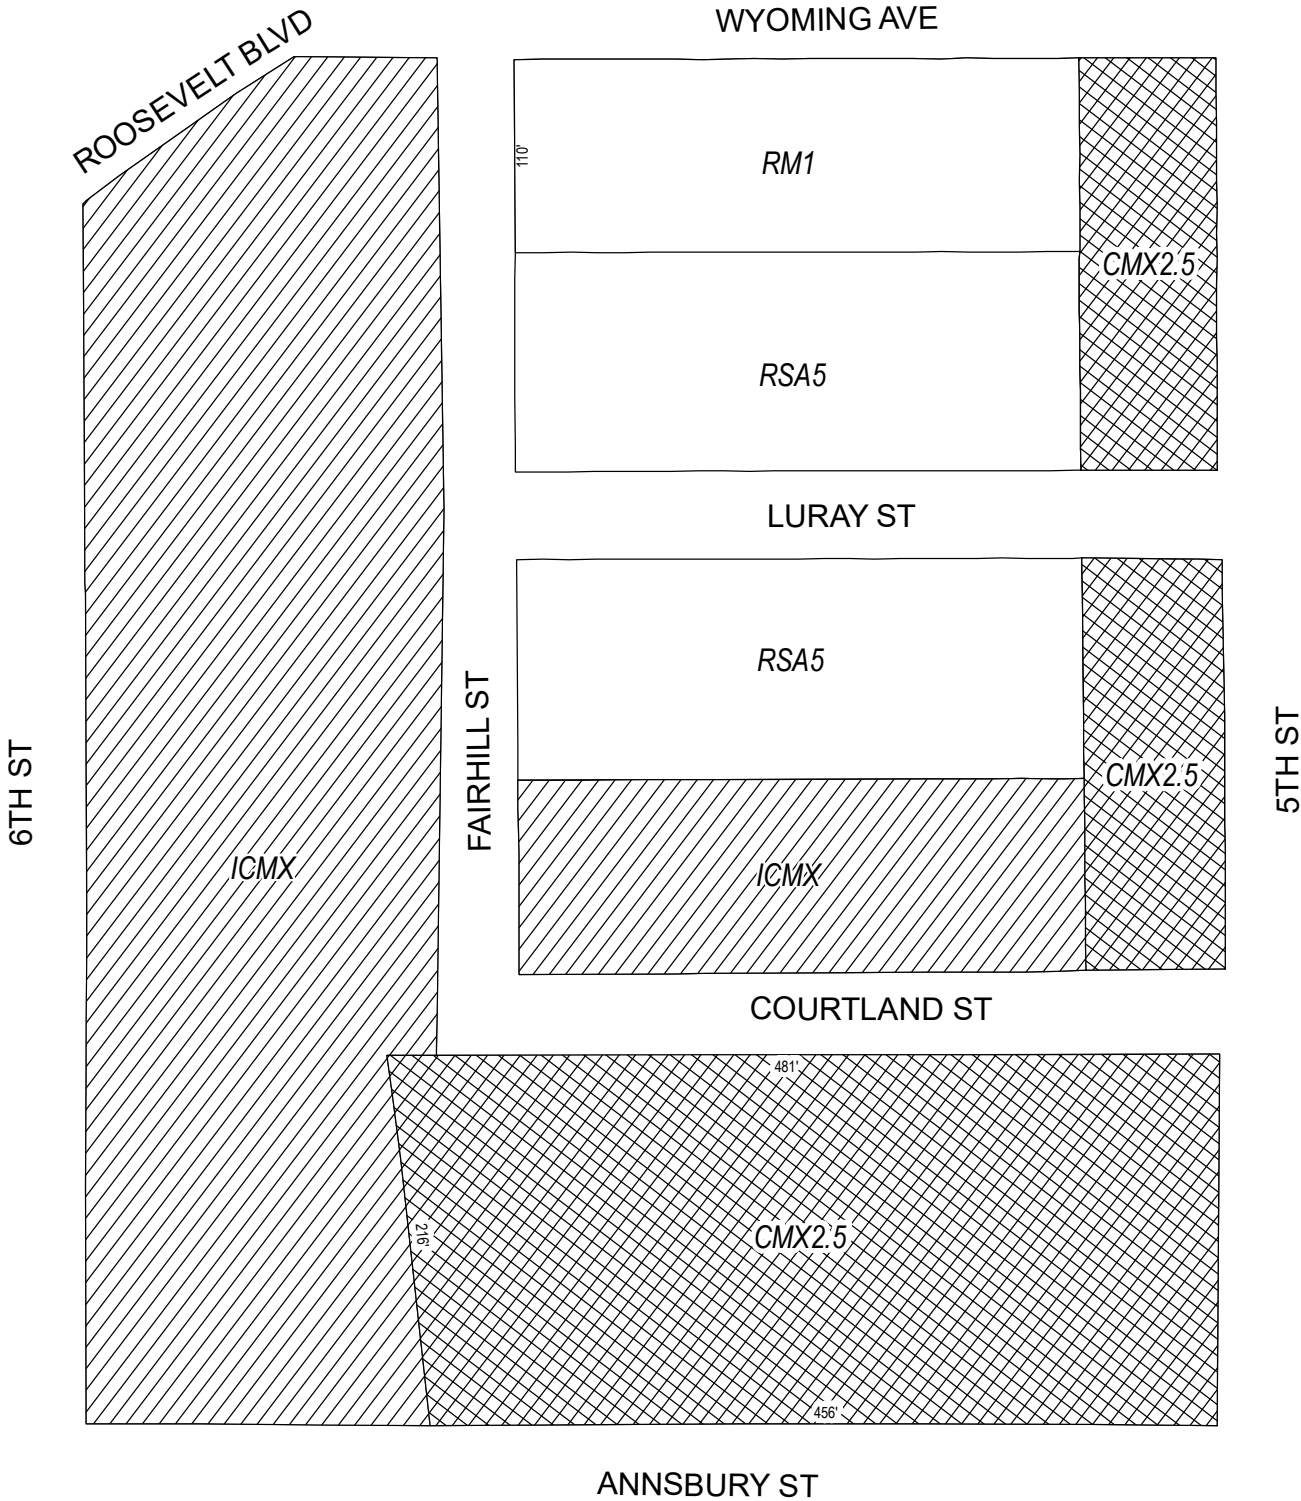 WYOMING AVE
ROOSEVELT BLVD
110'
RM1
CMX2.5
RSA5
LURAY ST
RSA5
FAIRHILL ST
6TH ST
5TH ST
CMX2.5
ICMX
ICMX
COURTLAND ST
481'
216'
CMX2.5
456'
ANNSBURY ST